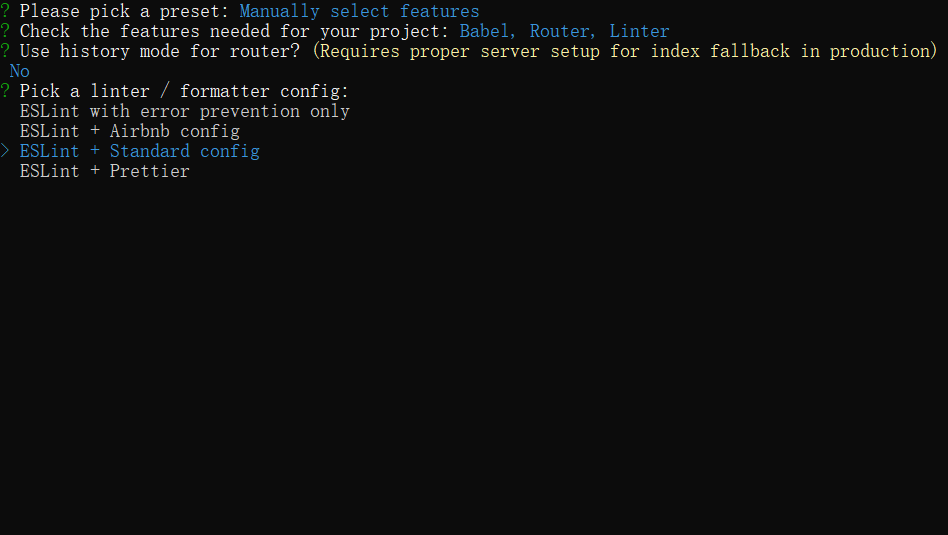 ? Please pick a preset: Manually select features
? Check the features needed for your project: Babel, Router, Linter
? Use history mode for router? (Requires proper server setup for index fallback in production)
No
? Pick a linter / formatter config:
ESLint with error prevention only
ESLint + Airbnb config
> ESLint + Standard config
ESLint + Prettier